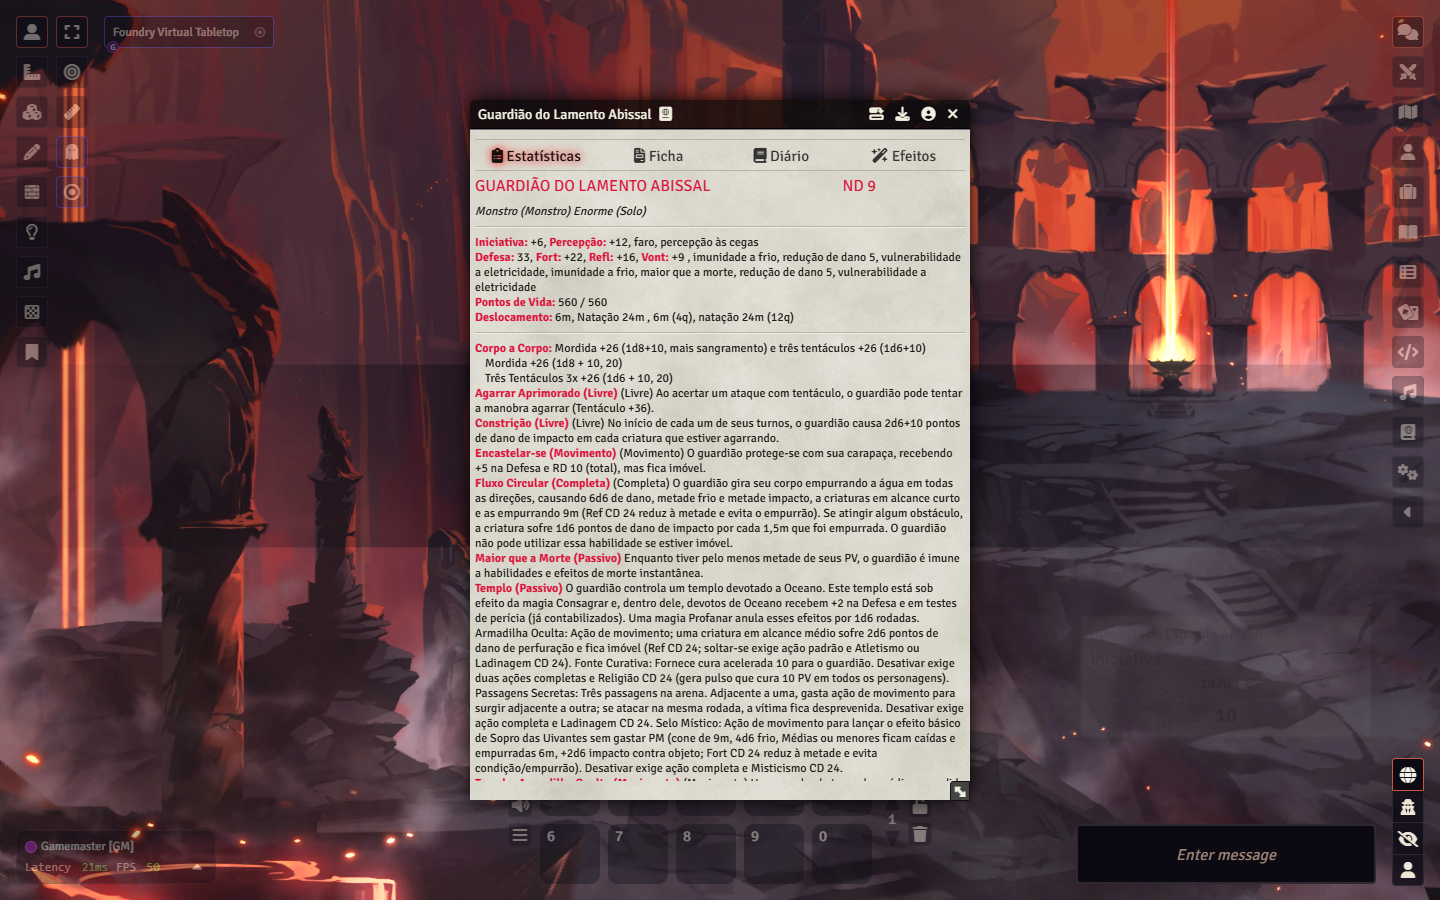 Foundry Virtual Tabletop
G
Guardião do Lamento Abissal
Estatísticas
Ficha
Diário
Efeitos
GUARDIÃO DO LAMENTO ABISSAL ND 9
Monstro (Monstro) Enorme (Solo)
Iniciativa: +6, Percepção: +12, faro, percepção às cegas
Defesa: 33, Fort: +22, Refl: +16, Vont: +9 , imunidade a frio, redução de dano 5, vulnerabilidade
a eletricidade, imunidade a frio, maior que a morte, redução de dano 5, vulnerabilidade a
eletricidade
Pontos de Vida: 560 / 560
Deslocamento: 6m, Natação 24m , 6m (4q), natação 24m (12q)
Corpo a Corpo: Mordida +26 (1d8+10, mais sangramento) e três tentáculos +26 (1d6+10)
Mordida +26 (1d8 + 10, 20)
Três Tentáculos 3x +26 (1d6 + 10, 20)
Agarrar Aprimorado (Livre) (Livre) Ao acertar um ataque com tentáculo, o guardião pode tentar
a manobra agarrar (Tentáculo +36).
Constrição (Livre) (Livre) No início de cada um de seus turnos, o guardião causa 2d6+10 pontos
de dano de impacto em cada criatura que estiver agarrando.
Encastelar-se (Movimento) (Movimento) O guardião protege-se com sua carapaça, recebendo
+5 na Defesa e RD 10 (total), mas fica imóvel.
Fluxo Circular (Completa) (Completa) O guardião gira seu corpo empurrando a água em todas
as direções, causando 6d6 de dano, metade frio e metade impacto, a criaturas em alcance curto
e as empurrando 9m (Ref CD 24 reduz à metade e evita o empurrão). Se atingir algum obstáculo,
a criatura sofre 1d6 pontos de dano de impacto por cada 1,5m que foi empurrada. O guardião
não pode utilizar essa habilidade se estiver imóvel.
Maior que a Morte (Passivo) Enquanto tiver pelo menos metade de seus PV, o guardião é imune
a habilidades e efeitos de morte instantânea.
Templo (Passivo) O guardião controla um templo devotado a Oceano. Este templo está sob
efeito da magia Consagrar e, dentro dele, devotos de Oceano recebem +2 na Defesa e em testes
de perícia (já contabilizados). Uma magia Profanar anula esses efeitos por 1d6 rodadas.
Armadilha Oculta: Ação de movimento; uma criatura em alcance médio sofre 2d6 pontos de
dano de perfuração e fica imóvel (Ref CD 24; soltar-se exige ação padrão e Atletismo ou
Ladinagem CD 24). Fonte Curativa: Fornece cura acelerada 10 para o guardião. Desativar exige
duas ações completas e Religião CD 24 (gera pulso que cura 10 PV em todos os personagens).
Passagens Secretas: Três passagens na arena. Adjacente a uma, gasta ação de movimento para
surgir adjacente a outra; se atacar na mesma rodada, a vítima fica desprevenida. Desativar exige
ação completa e Ladinagem CD 24. Selo Místico: Ação de movimento para lançar o efeito básico
de Sopro das Uivantes sem gastar PM (cone de 9m, 4d6 frio, Médias ou menores ficam caídas e
empurradas 6m, +2d6 impacto contra objeto; Fort CD 24 reduz à metade e evita
condição/empurrão). Desativar exige ação completa e Misticismo CD 24.
Iniciativa
1d20
10
6
7
8
9
0
1
Gamemaster [GM]
Latency 21ms FPS 50
Enter message